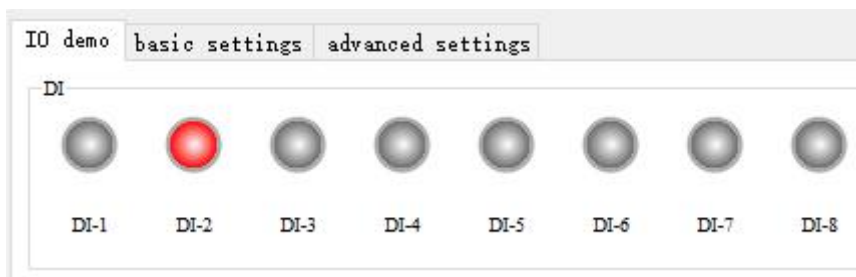 IO demo basic settings advanced settings
DI
DI-1 DI-2 DI-3 DI-4 DI-5 DI-6 DI-7 DI-8